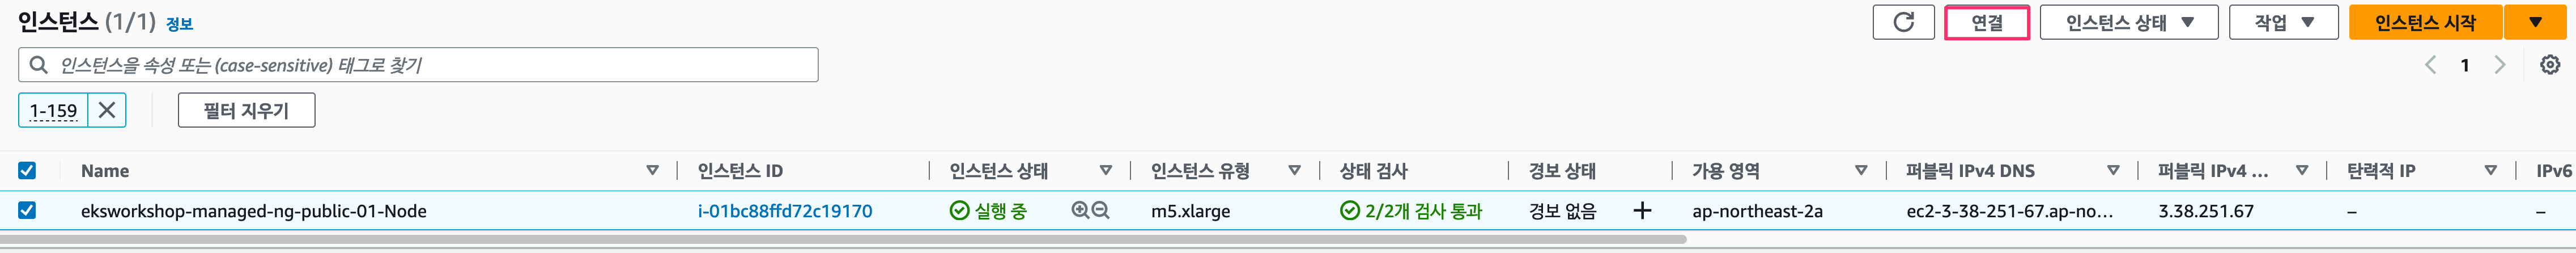 인스턴스 (1/1) 정보
연결 인스턴스 상태 작업 인스턴스 시작
인스턴스을 속성 또는 (case-sensitive) 태그로 찾기
1
1-159 필터 지우기
Name 인스턴스 ID 인스턴스 상태 인스턴스 유형 상태 검사 경보 상태 가용 영역 퍼블릭 IPv4 DNS 퍼블릭 IPv4 ... 탄력적 IP IPv6
eksworkshop-managed-ng-public-01-Node i-01bc88ffd72c19170 실행 중 m5.xlarge 2/2개 검사 통과 경보 없음 + ap-northeast-2a ec2-3-38-251-67.ap-no... 3.38.251.67 – –